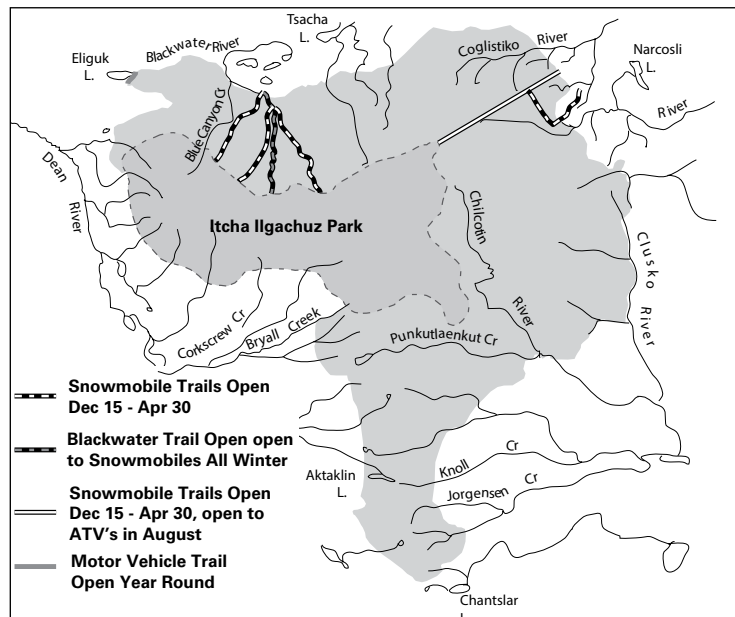 Tsacha
L.
Eliguk
L.
Blackwater River
Coglistiko River
Narcosli
L.
River
Blue Canyon Cr
Dean
River
Itcha Ilgachuz Park
Chilcotin
River
Clusko
River
Corkscrew Cr
Bryall Creek
Punkutlaenkut Cr
Snowmobile Trails Open
Dec 15 - Apr 30
Blackwater Trail Open open
to Snowmobiles All Winter
Snowmobile Trails Open
Dec 15 - Apr 30, open to
ATV's in August
Motor Vehicle Trail
Open Year Round
Aktaklin
L.
Knoll Cr
Jorgensen Cr
Chantslar